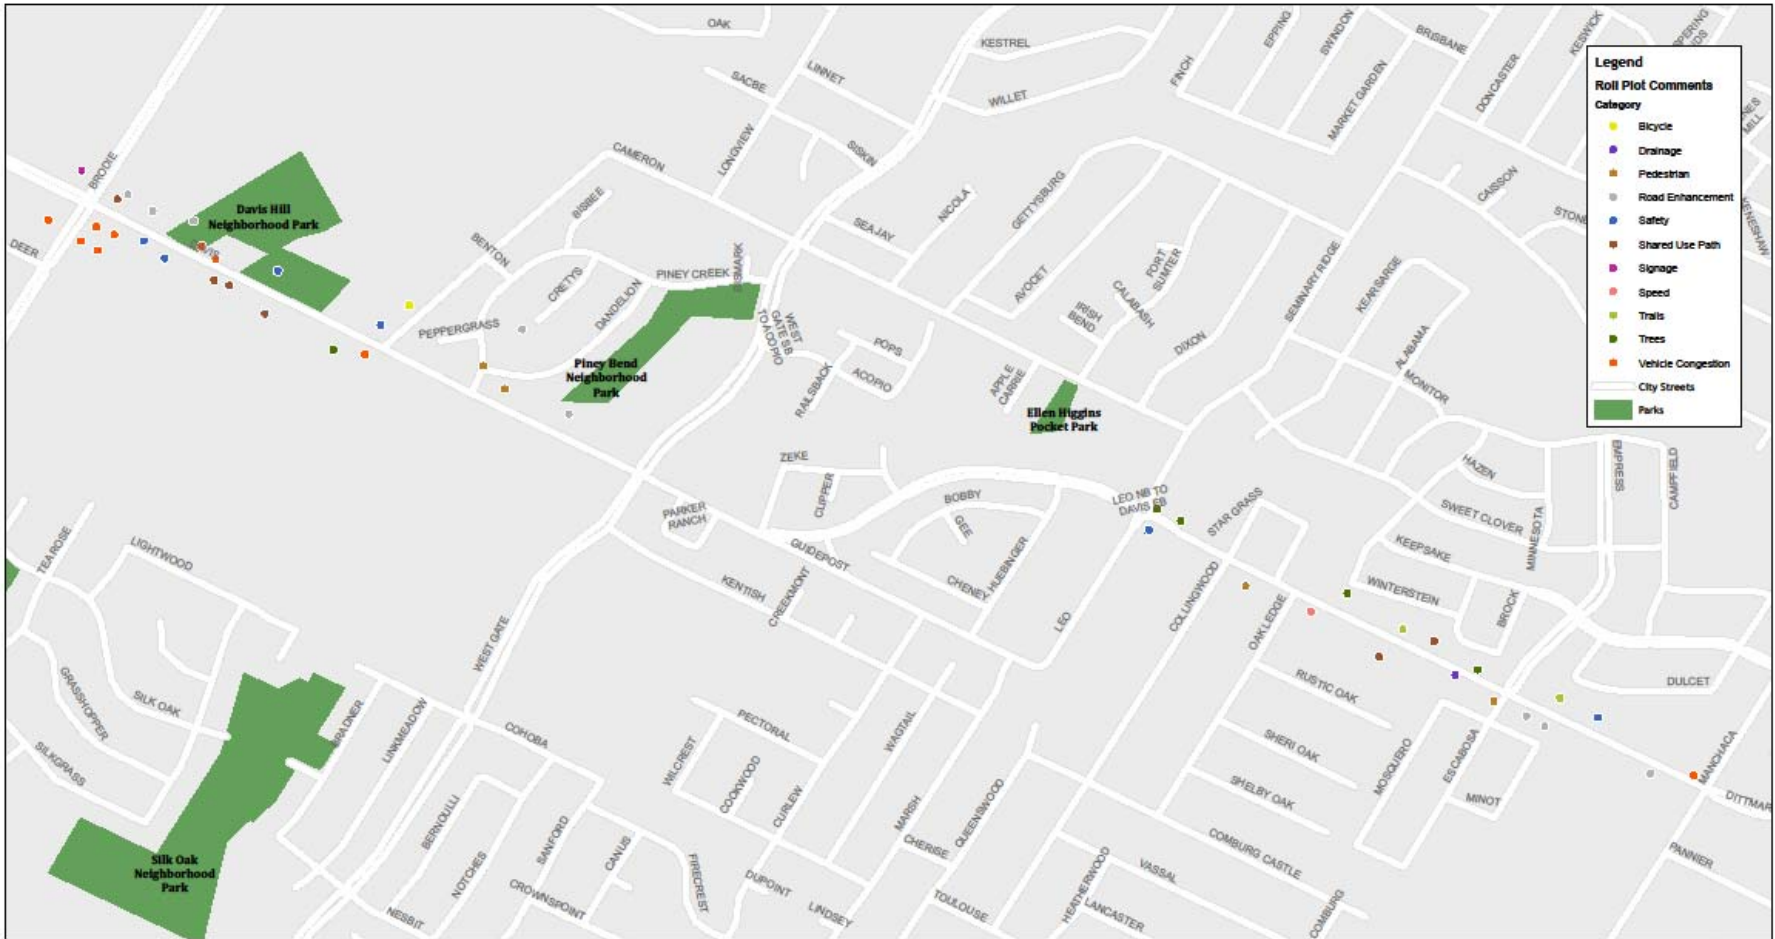 OAK
KESTREL
EPPING
SWINDON
BRISBANE
KESWICK
FINCH
SACBE
LINNET
WILLET
MARKET GARDEN
DONCASTER
Legend
Roll Plot Comments
Category
Bicycle
Drainage
Pedestrian
Road Enhancement
Safety
Shared Use Path
Signage
Speed
Trails
Trees
Vehicle Congestion
City Streets
Parks
MILL
BRODIE
CAMERON
LONGVIEW
SISKIN
CAISSON
Davis Hill
Neighborhood Park
BISBEE
SEAJAY
NICOLA
GETTYSBURG
DEER
BENTON
PINEY CREEK
CRETYS
DANDELION
AVOCET
FORT
SUMTER
CALABASH
IRISH
BEND
SEMINARY RIDGE
KEARSARGE
PEPPERGRASS
WEST
GATE SB
TO ACOPIO
POPS
DIXON
ALABAMA
Piney Bend
Neighborhood
Park
RAILSBACK
ACOPIO
APPLE
CARRIE
MONITOR
Ellen Higgins
Pocket Park
ZEKE
CLIPPER
BOBBY
GEE
LEO NB TO
DAVIS EB
STAR GRASS
HAZEN
EMPRESS
CAMPFIELD
SWEET CLOVER
MINNESOTA
PARKER
RANCH
GUIDEPOST
KEEPSAKE
TEA ROSE
LIGHTWOOD
KENTISH
CREEKMONT
CHENEY
HUEBINGER
LEO
COLLINGWOOD
OAK LEDGE
WINTERSTEIN
BROCK
WEST GATE
GRASSHOPPER
SILK OAK
RUSTIC OAK
DULCET
SILKGRASS
BRADNER
LINKMEADOW
COHOBA
PECTORAL
WAGTAIL
SHERI OAK
MOSQUERO
ESCABOSA
MANCHACA
WILCREST
COOKWOOD
CURLEW
MARSH
QUEENSWOOD
SHELBY OAK
MINOT
DITTMAR
BERNOULLI
NOTCHES
SANFORD
CANUS
FIRECREST
CHERISE
COMBURG CASTLE
PANNIER
Silk Oak
Neighborhood
Park
CROWNSPOINT
NESBIT
DUPOINT
LINDSEY
TOULOUSE
HEATHERWOOD
VASSAL
LANCASTER
COMBURG